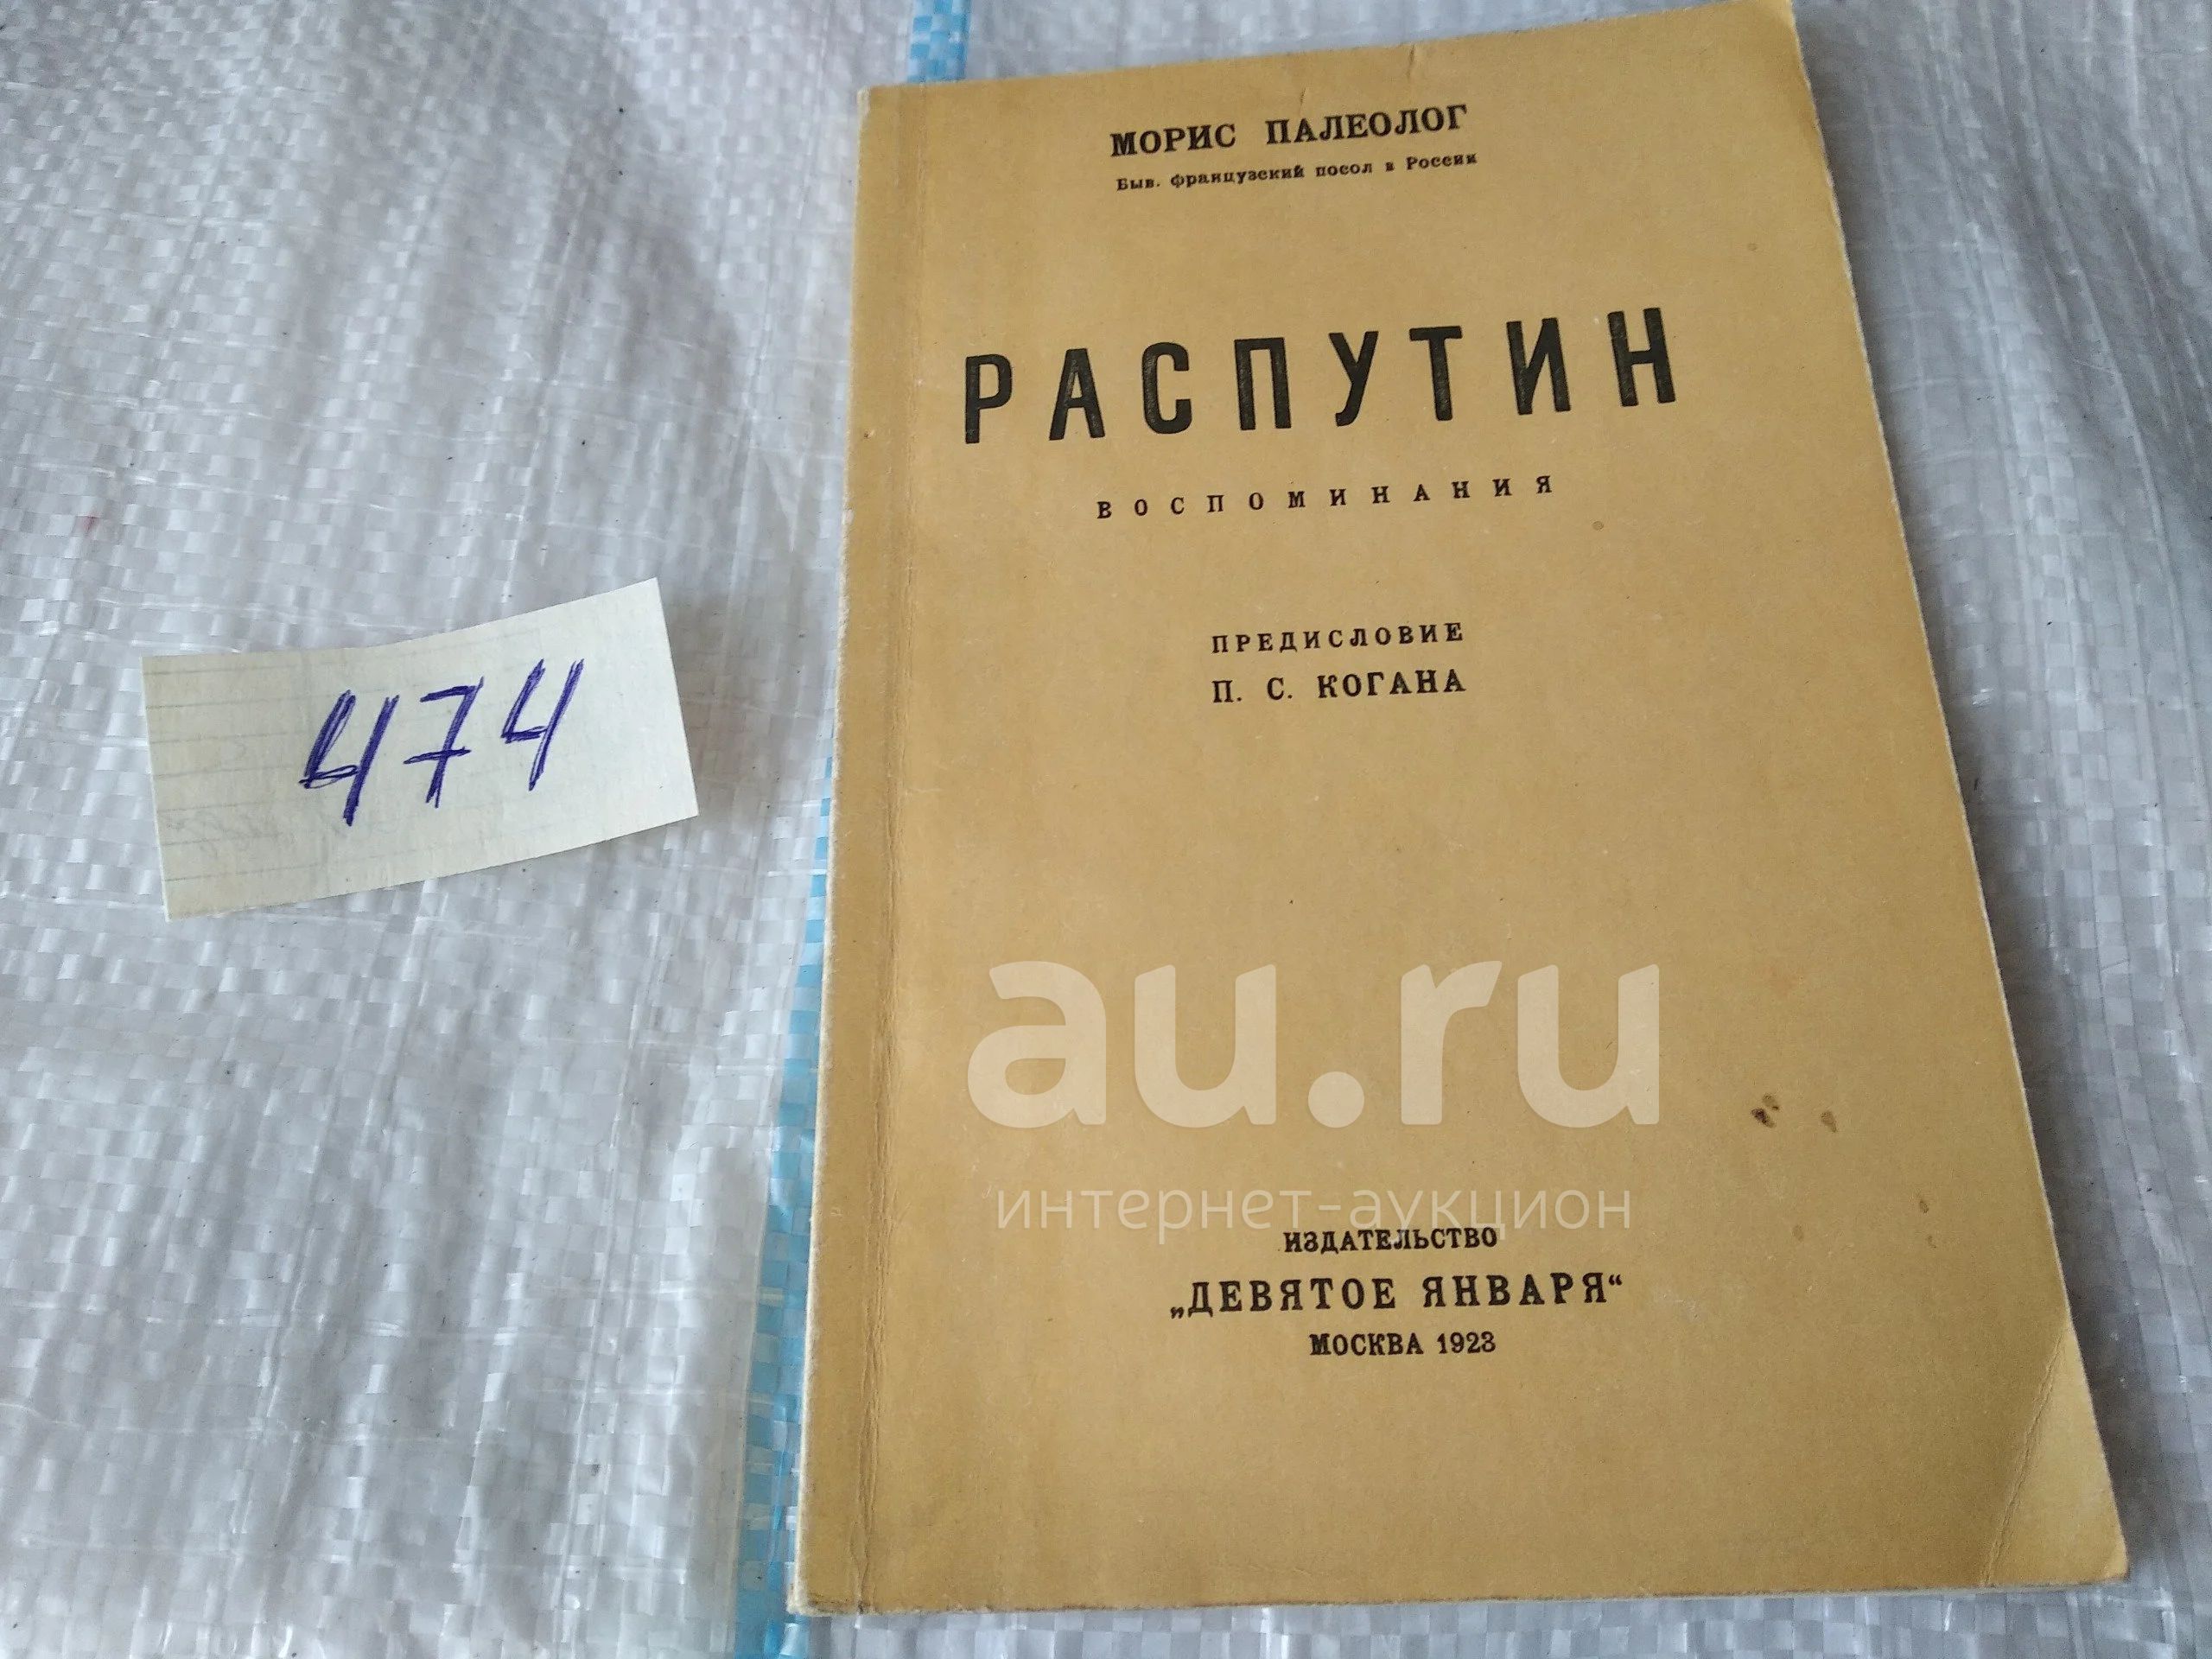 МОРИС ПАЛЕОЛОГ
Быв. французский посол в России
РАСПУТИН
ВОСПОМИНАНИЯ
ПРЕДИСЛОВИЕ
П. С. КОГАНА
474
au.ru
интернет-аукцион
ИЗДАТЕЛЬСТВО
„ДЕВЯТОЕ ЯНВАРЯ“
МОСКВА 1923